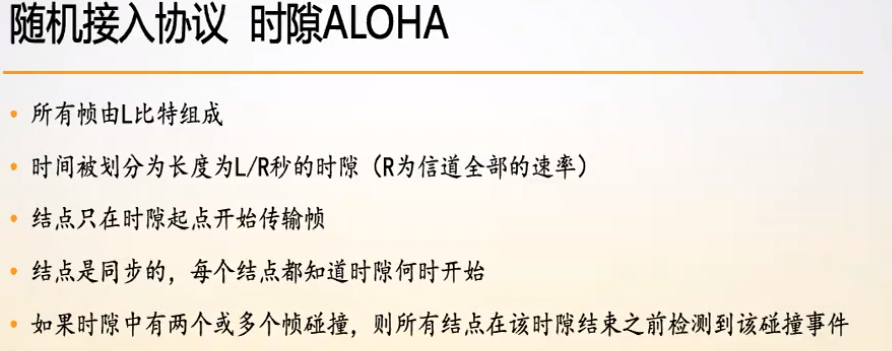 随机接入协议 时隙ALOHA
• 所有帧由L比特组成
• 时间被划分为长度为L/R秒的时隙（R为信道全部的速率）
• 结点只在时隙起点开始传输帧
• 结点是同步的，每个结点都知道时隙何时开始
• 如果时隙中有两个或多个帧碰撞，则所有结点在该时隙结束之前检测到该碰撞事件